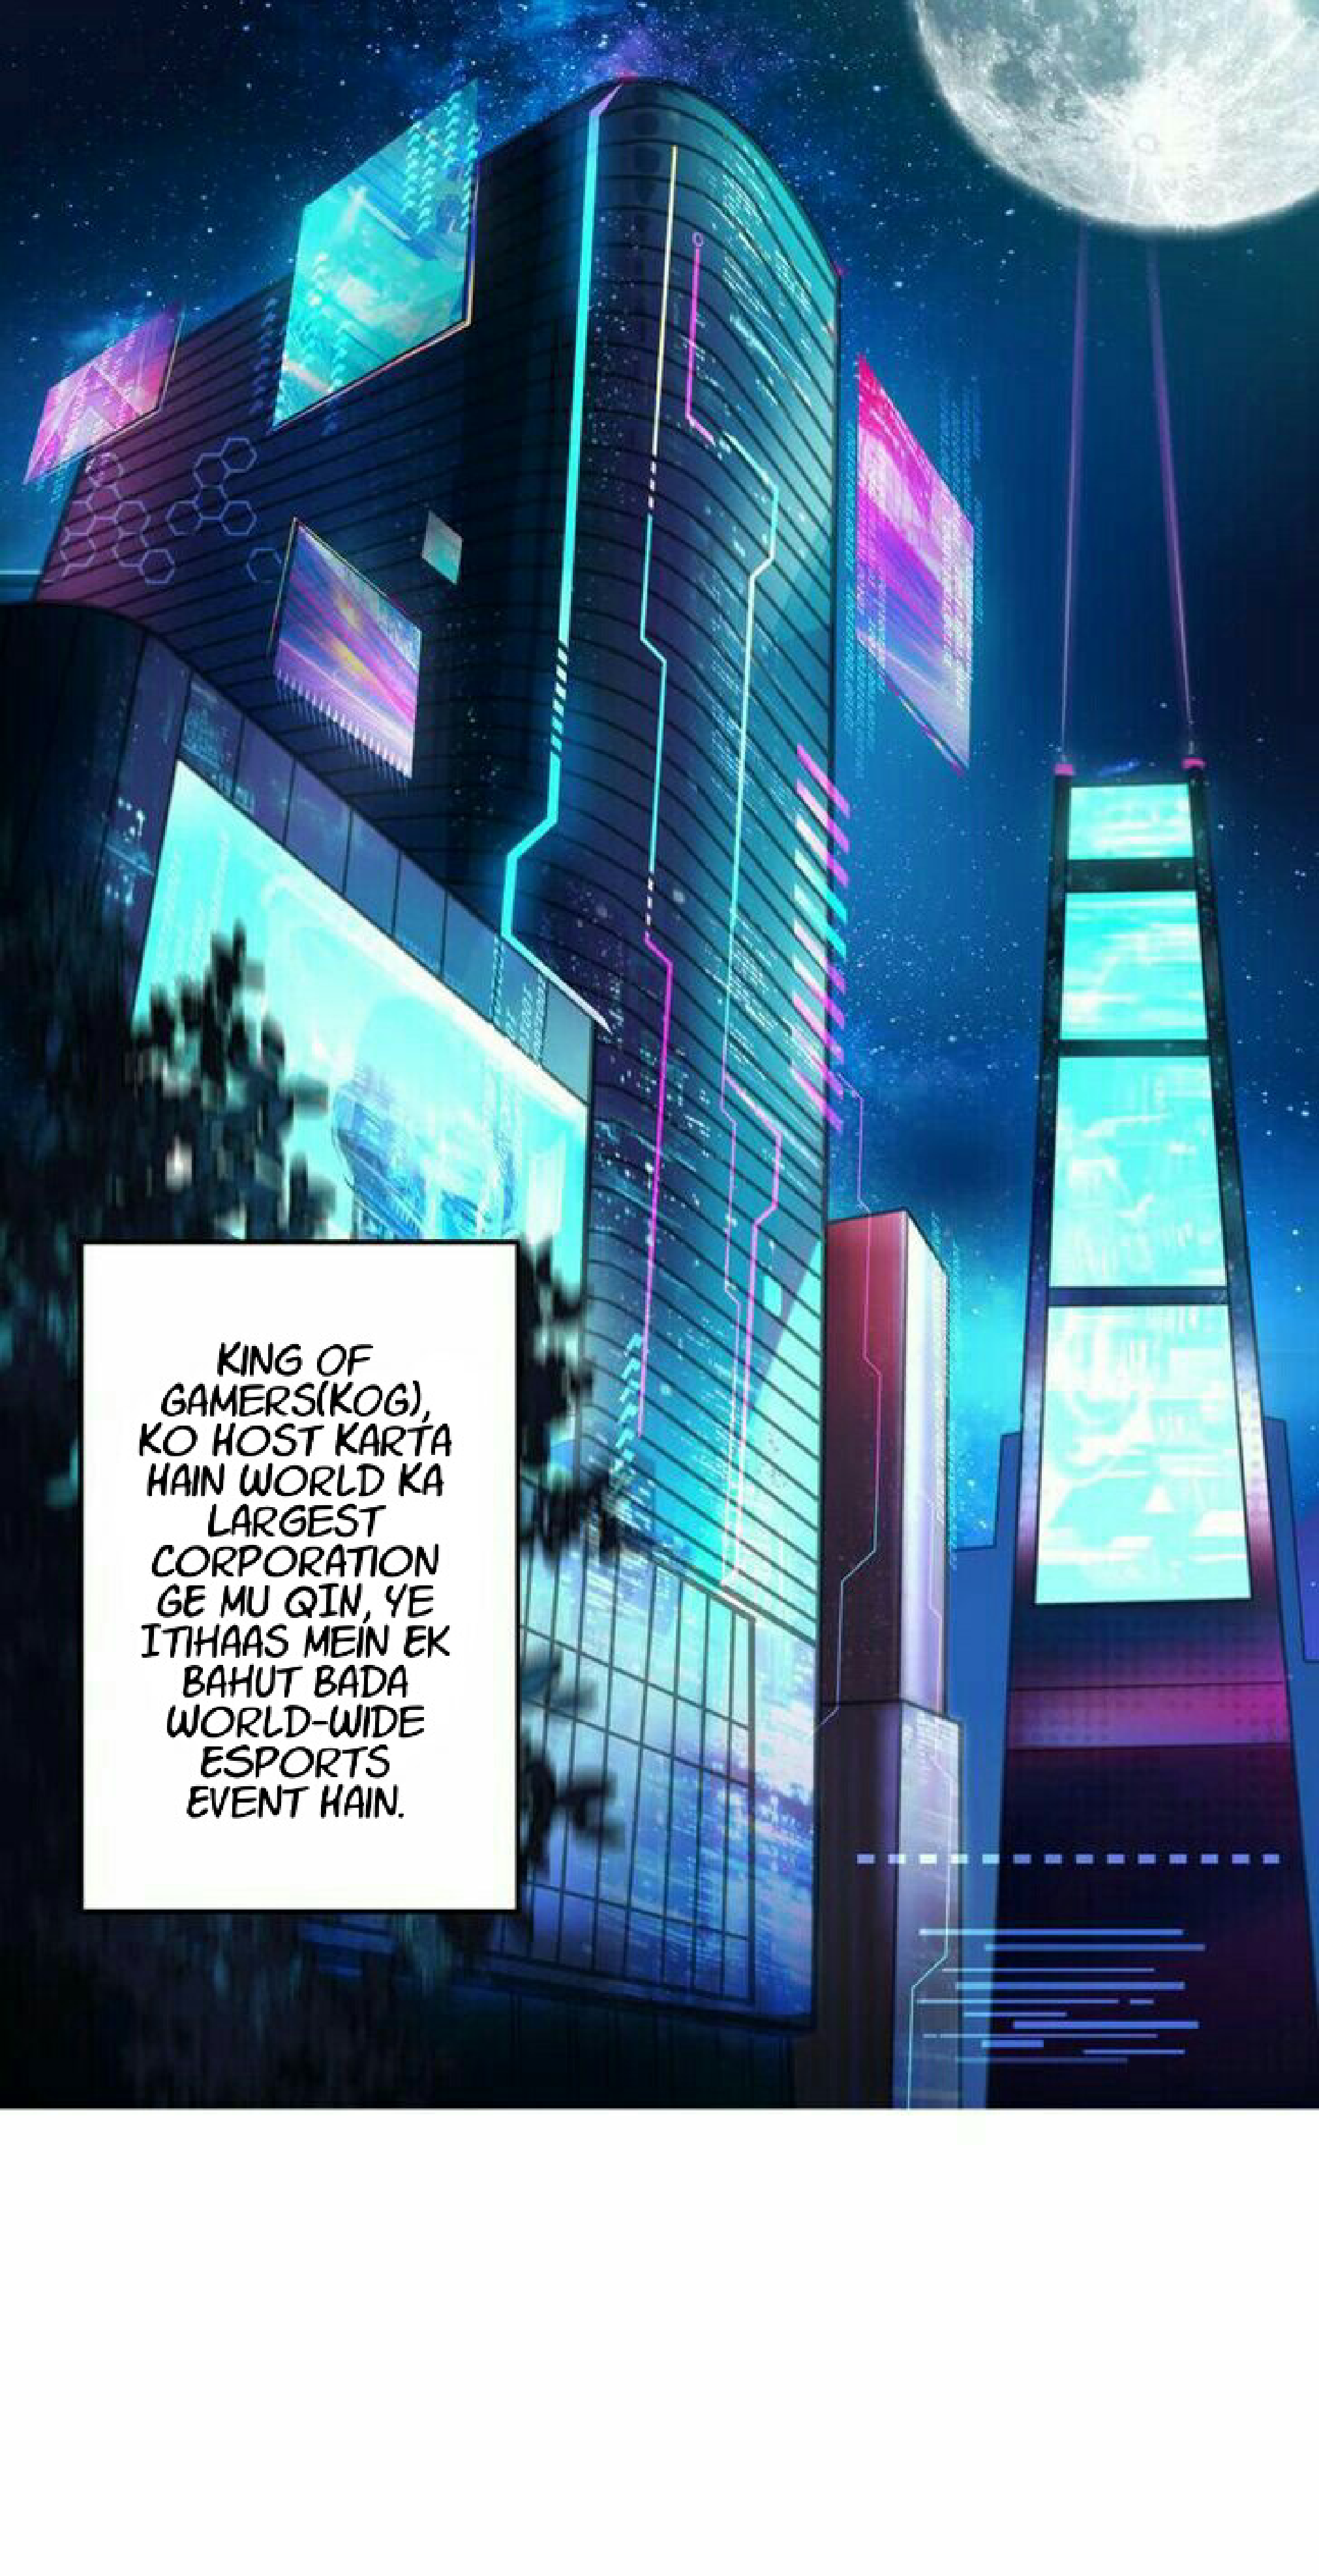 KING OF
GAMERS(KOG),
KO HOST KARTA
HAIN WORLD KA
LARGEST
CORPORATION
GE MU QIN, YE
ITIHAAS MEIN EK
BAHUT BADA
WORLD-WIDE
ESPORTS
EVENT HAIN.